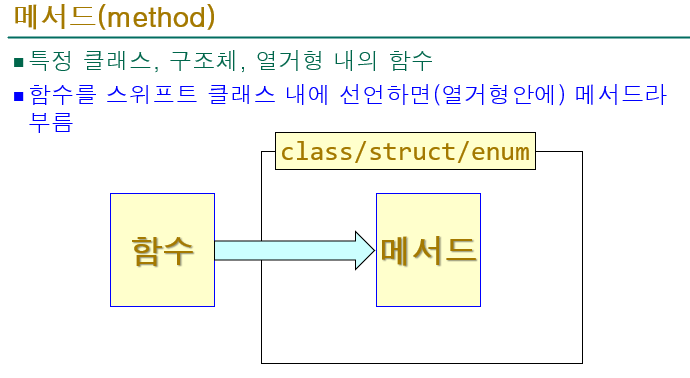 메서드(method)
특정 클래스, 구조체, 열거형 내의 함수
함수를 스위프트 클래스 내에 선언하면(열거형안에) 메서드라
부름
class/struct/enum
함수
메서드